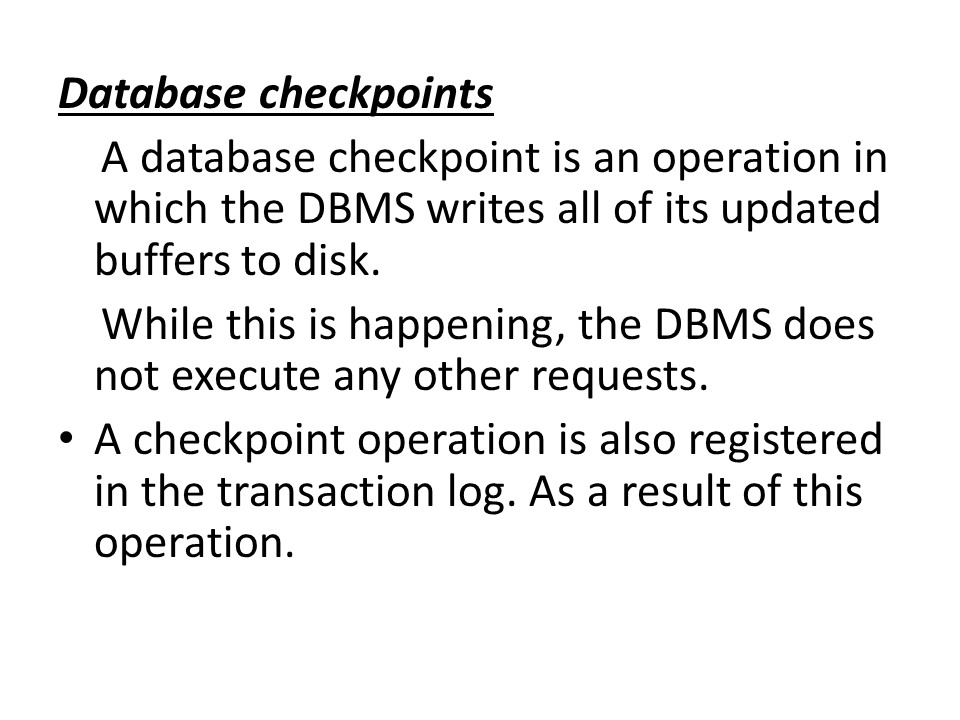 Database checkpoints
A database checkpoint is an operation in
which the DBMS writes all of its updated
buffers to disk.
While this is happening, the DBMS does
not execute any other requests.
• A checkpoint operation is also registered
in the transaction log. As a result of this
operation.